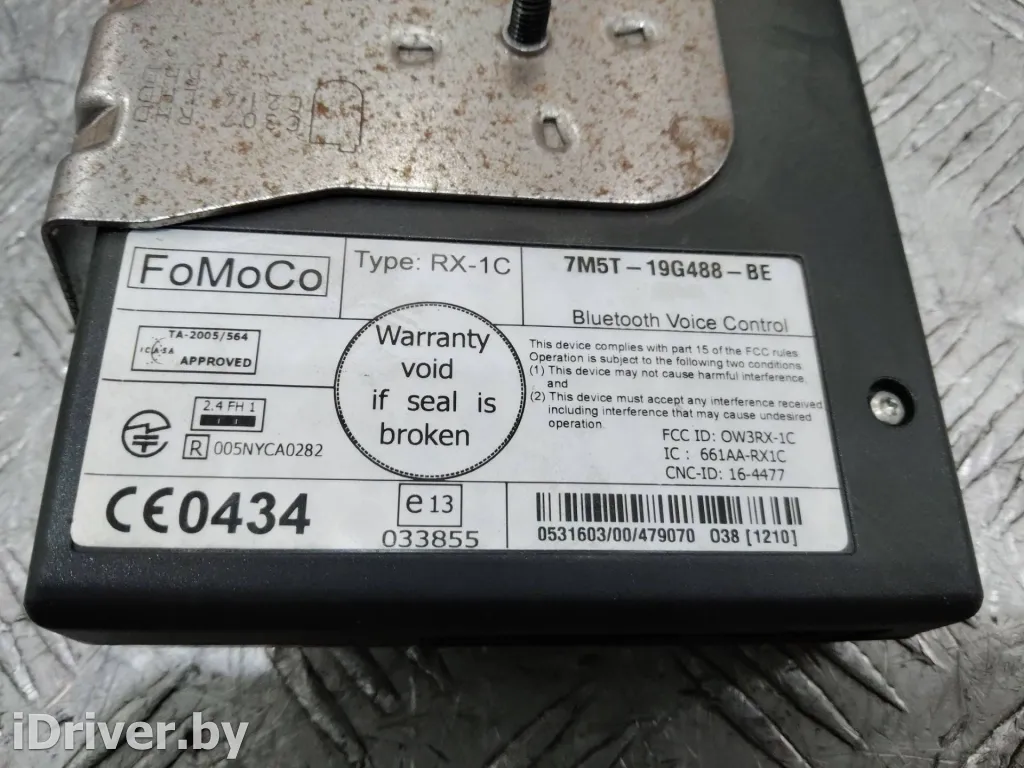 FoMoCo
Type: RX-1C
7M5T-19G488-BE
Bluetooth Voice Control
TA-2005/564
ICASA
APPROVED
Warranty
void
if seal is
broken
This device complies with part 15 of the FCC rules
Operation is subject to the following two conditions
(1) This device may not cause harmful interference
and
(2) This device must accept any interference received
including interference that may cause undesired
operation.
2.4 FH 1
R 005NYCA0282
FCC ID: OW3RX-1C
IC : 661AA-RX1C
CNC-ID: 16-4477
CE0434
e13
033855
0531603/00/479070 038 [1210]
iDriver.by